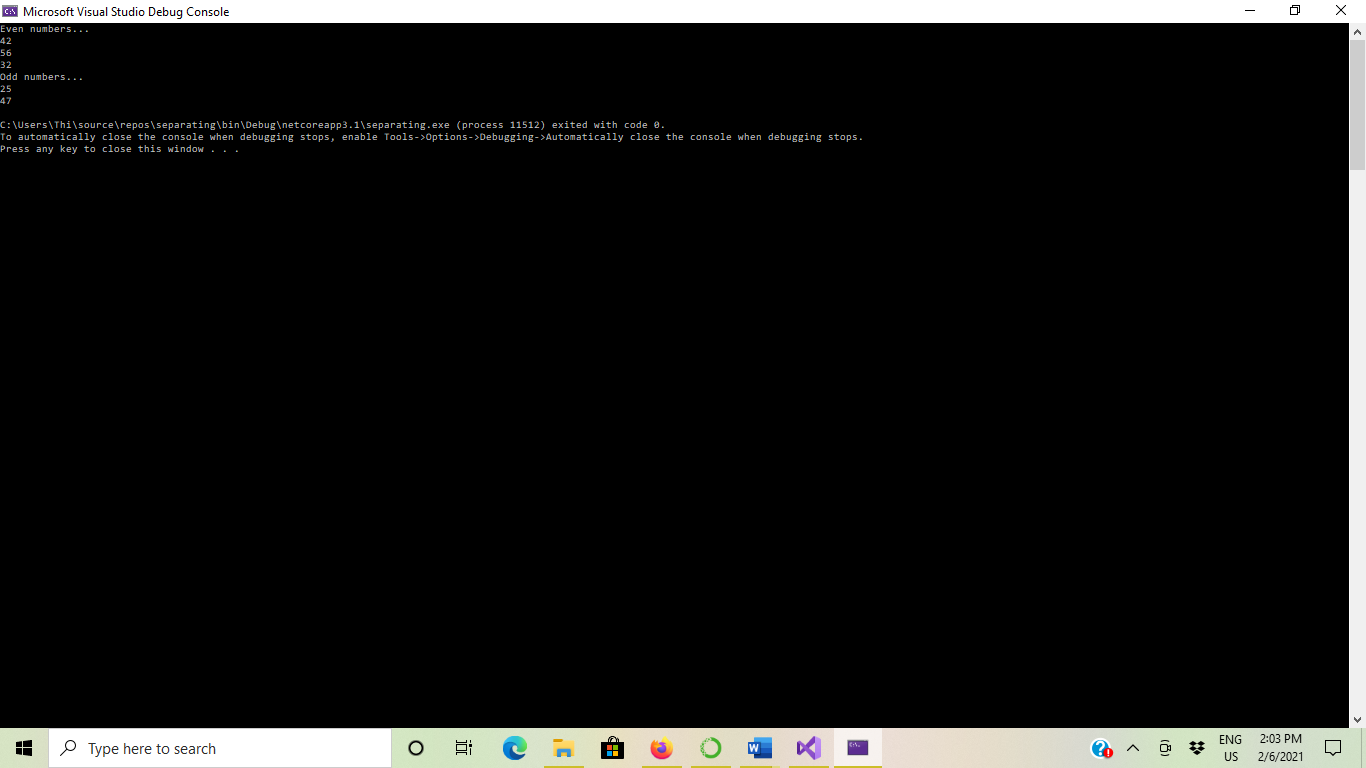 Microsoft Visual Studio Debug Console
Even numbers...
42
56
32
Odd numbers...
25
47
C:\Users\Thi\source\repos\separating\bin\Debug\netcoreapp3.1\separating.exe (process 11512) exited with code 0.
To automatically close the console when debugging stops, enable Tools->Options->Debugging->Automatically close the console when debugging stops.
Press any key to close this window . . .
Type here to search
ENG
US
2:03 PM
2/6/2021